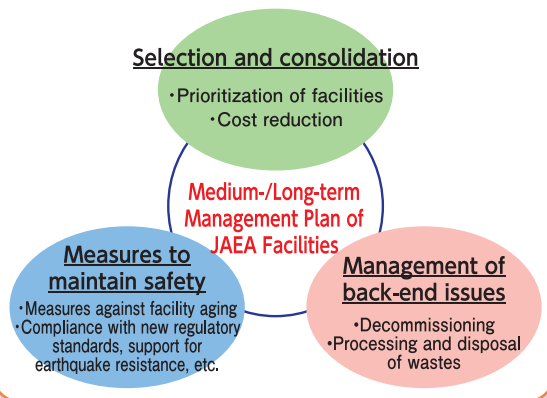 Selection and consolidation
・Prioritization of facilities
・Cost reduction
Medium-/Long-term
Management Plan of
JAEA Facilities
Measures to
maintain safety
・Measures against facility aging
・Compliance with new regulatory
standards, support for
earthquake resistance, etc.
Management of
back-end issues
・Decommissioning
・Processing and disposal
of wastes